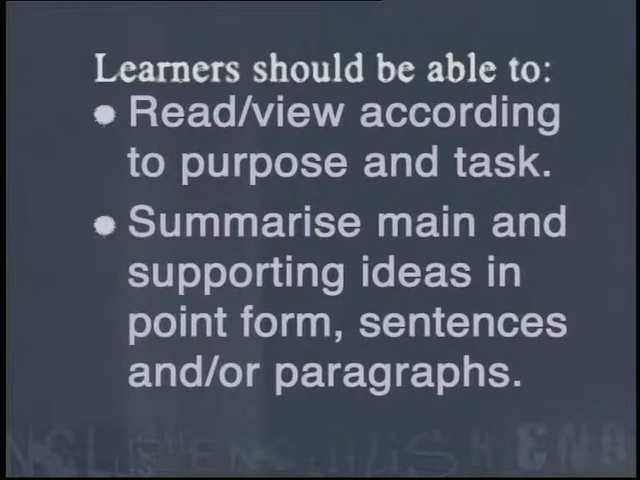 Learners should be able to:
● Read/view according
to purpose and task.
● Summarise main and
supporting ideas in
point form, sentences
and/or paragraphs.